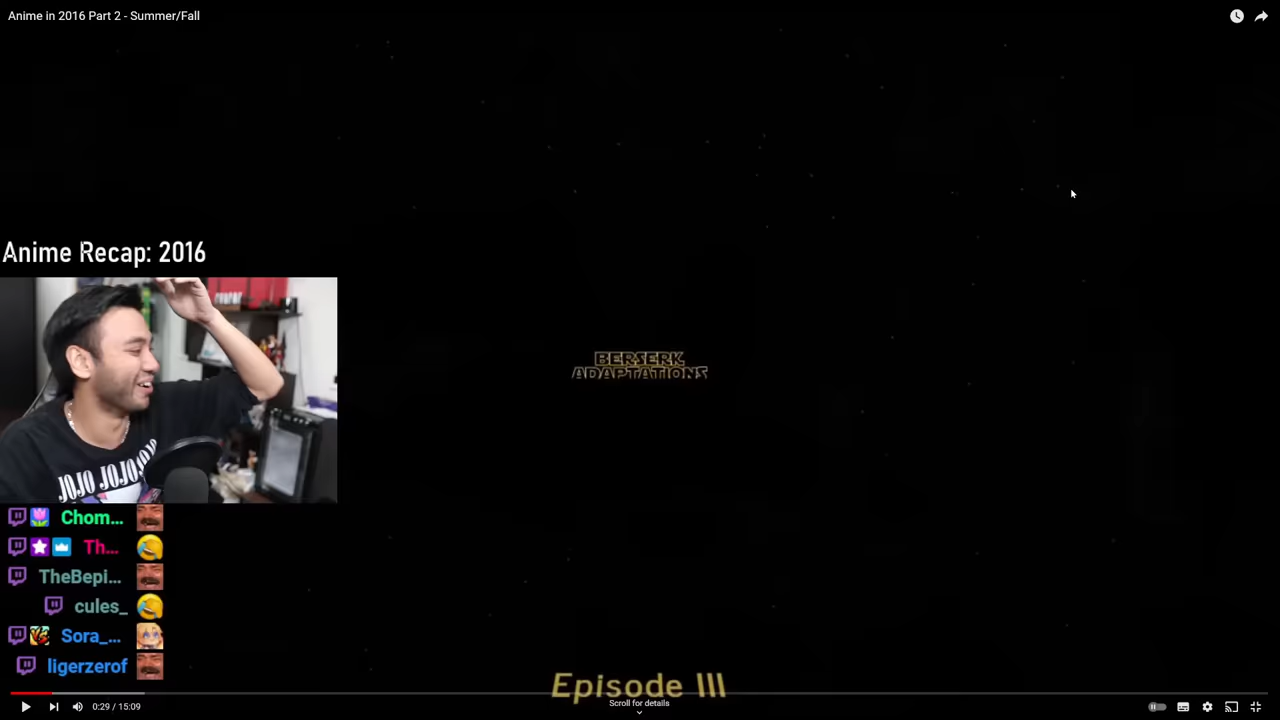 Anime in 2016 Part 2 - Summer/Fall
Anime Recap: 2016
BERSERK
ADAPTATIONS
JOJO JOJO JOJO
Chom...
Th...
TheBepi...
cules_
Sora_...
ligerzerof
Episode III
Scroll for details
0:29 / 15:09